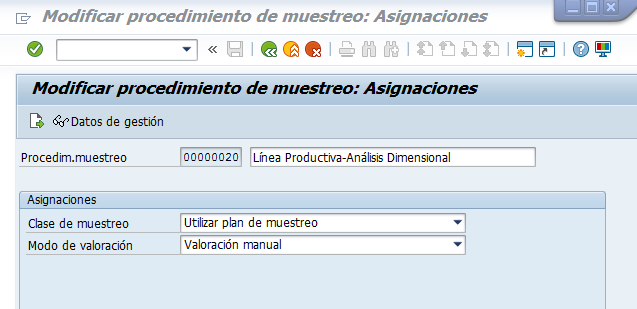 Modificar procedimiento de muestreo: Asignaciones
Modificar procedimiento de muestreo: Asignaciones
Datos de gestión
Procedim.muestreo 00000020 Línea Productiva-Análisis Dimensional
Asignaciones
Clase de muestreo Utilizar plan de muestreo
Modo de valoración Valoración manual